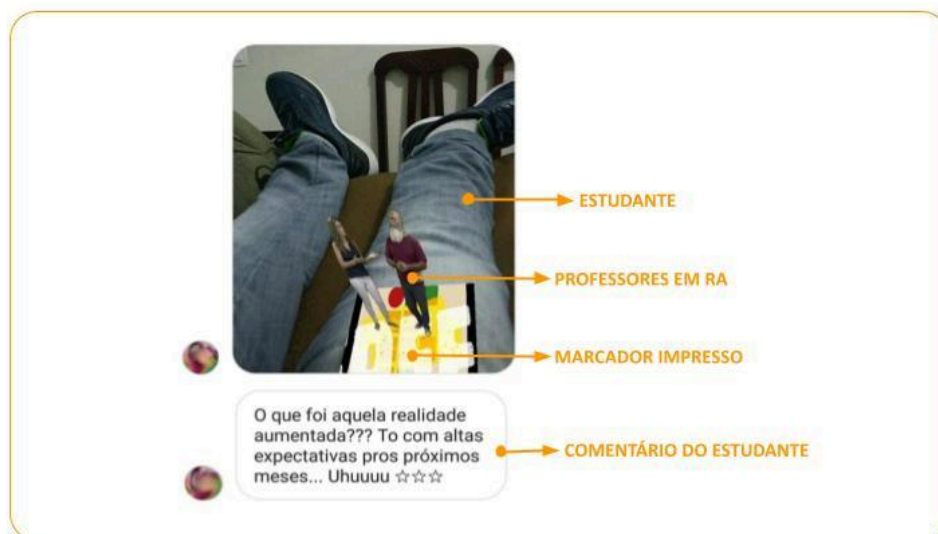 ESTUDANTE
PROFESSORES EM RA
MARCADOR IMPRESSO
O que foi aquela realidade
aumentada??? To com altas
expectativas pros próximos
meses... Uhuuuu ☆☆☆
COMENTÁRIO DO ESTUDANTE